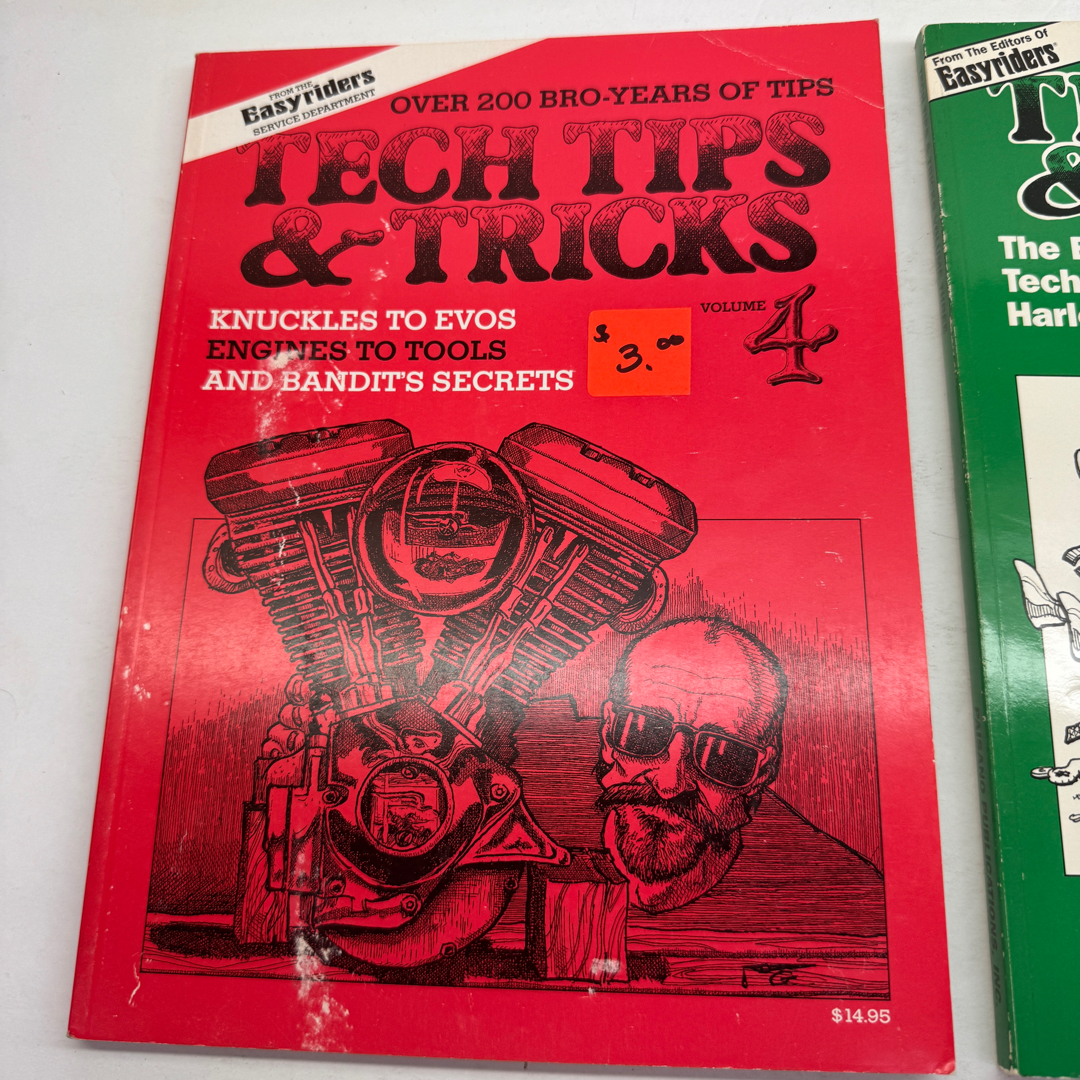 FROM THE
Easyriders
SERVICE DEPARTMENT
OVER 200 BRO-YEARS OF TIPS
TECH TIPS
& TRICKS
VOLUME 4
KNUCKLES TO EVOS
ENGINES TO TOOLS
AND BANDIT'S SECRETS
$3.00
$14.95
From The Editors Of
Easyriders
&
The
Tech
Harl